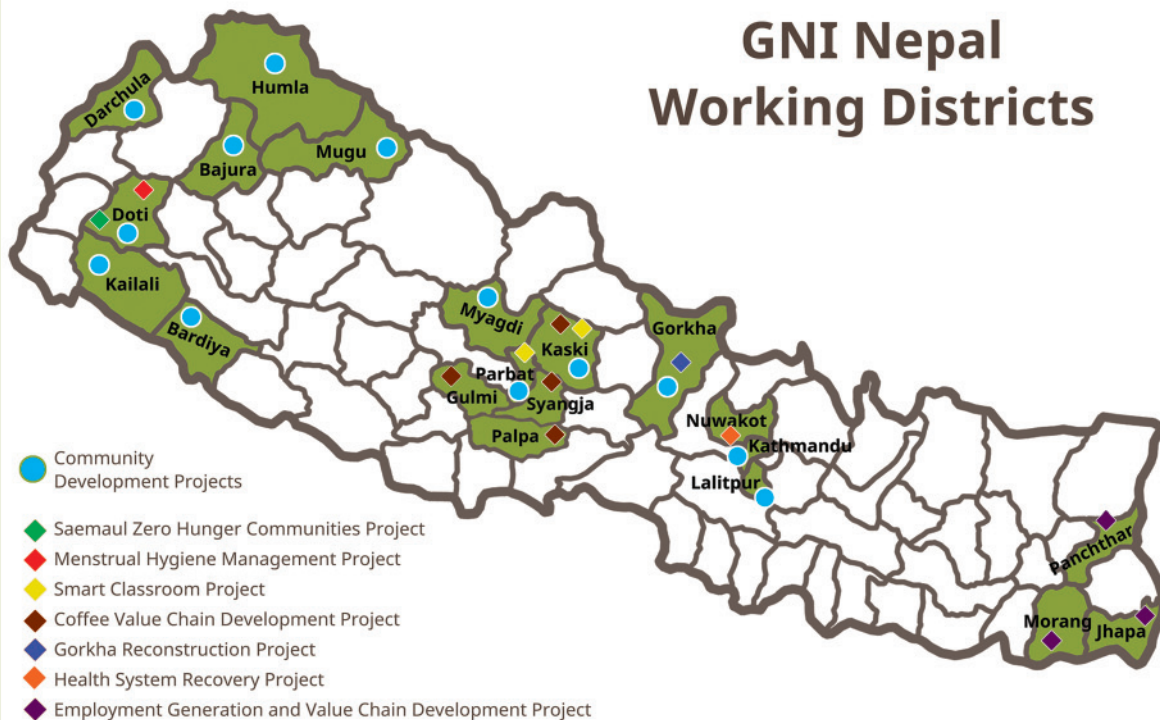 GNI Nepal
Working Districts
Darchula
Humla
Bajura
Mugu
Doti
Kailali
Bardiya
Myagdi
Kaski
Gorkha
Parbat
Gulmi
Syangja
Palpa
Nuwakot
Kathmandu
Lalitpur
Panchthar
Morang
Jhapa
Community
Development Projects
Saemaul Zero Hunger Communities Project
Menstrual Hygiene Management Project
Smart Classroom Project
Coffee Value Chain Development Project
Gorkha Reconstruction Project
Health System Recovery Project
Employment Generation and Value Chain Development Project